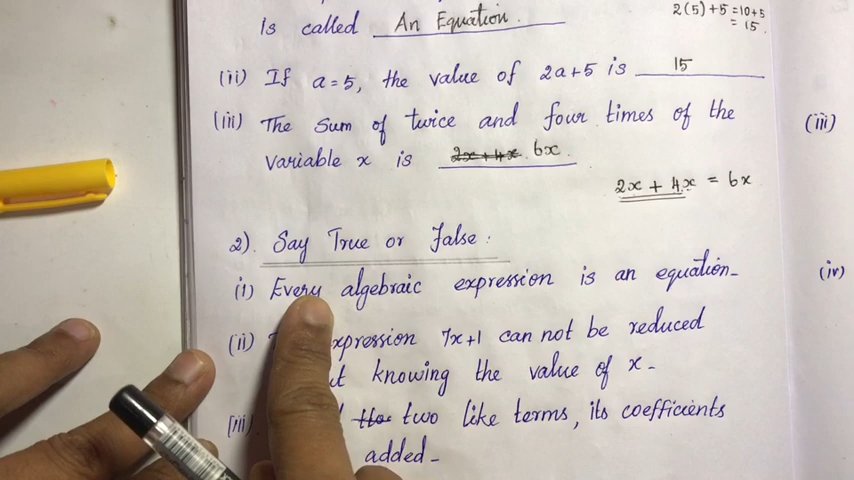 is called An Equation.
2(5)+5 = 10+5
= 15.
(ii) If a = 5, the value of 2a+5 is 15
(iii) The Sum of twice and four times of the
variable x is 2x + 4x. 6x.
2x + 4x = 6x
(iii)
2). Say True or False:
(i) Every algebraic expression is an equation-
(iv)
(ii) expression 7x+1 can not be reduced
knowing the value of x-
(iii) two like terms, its coefficients
added-